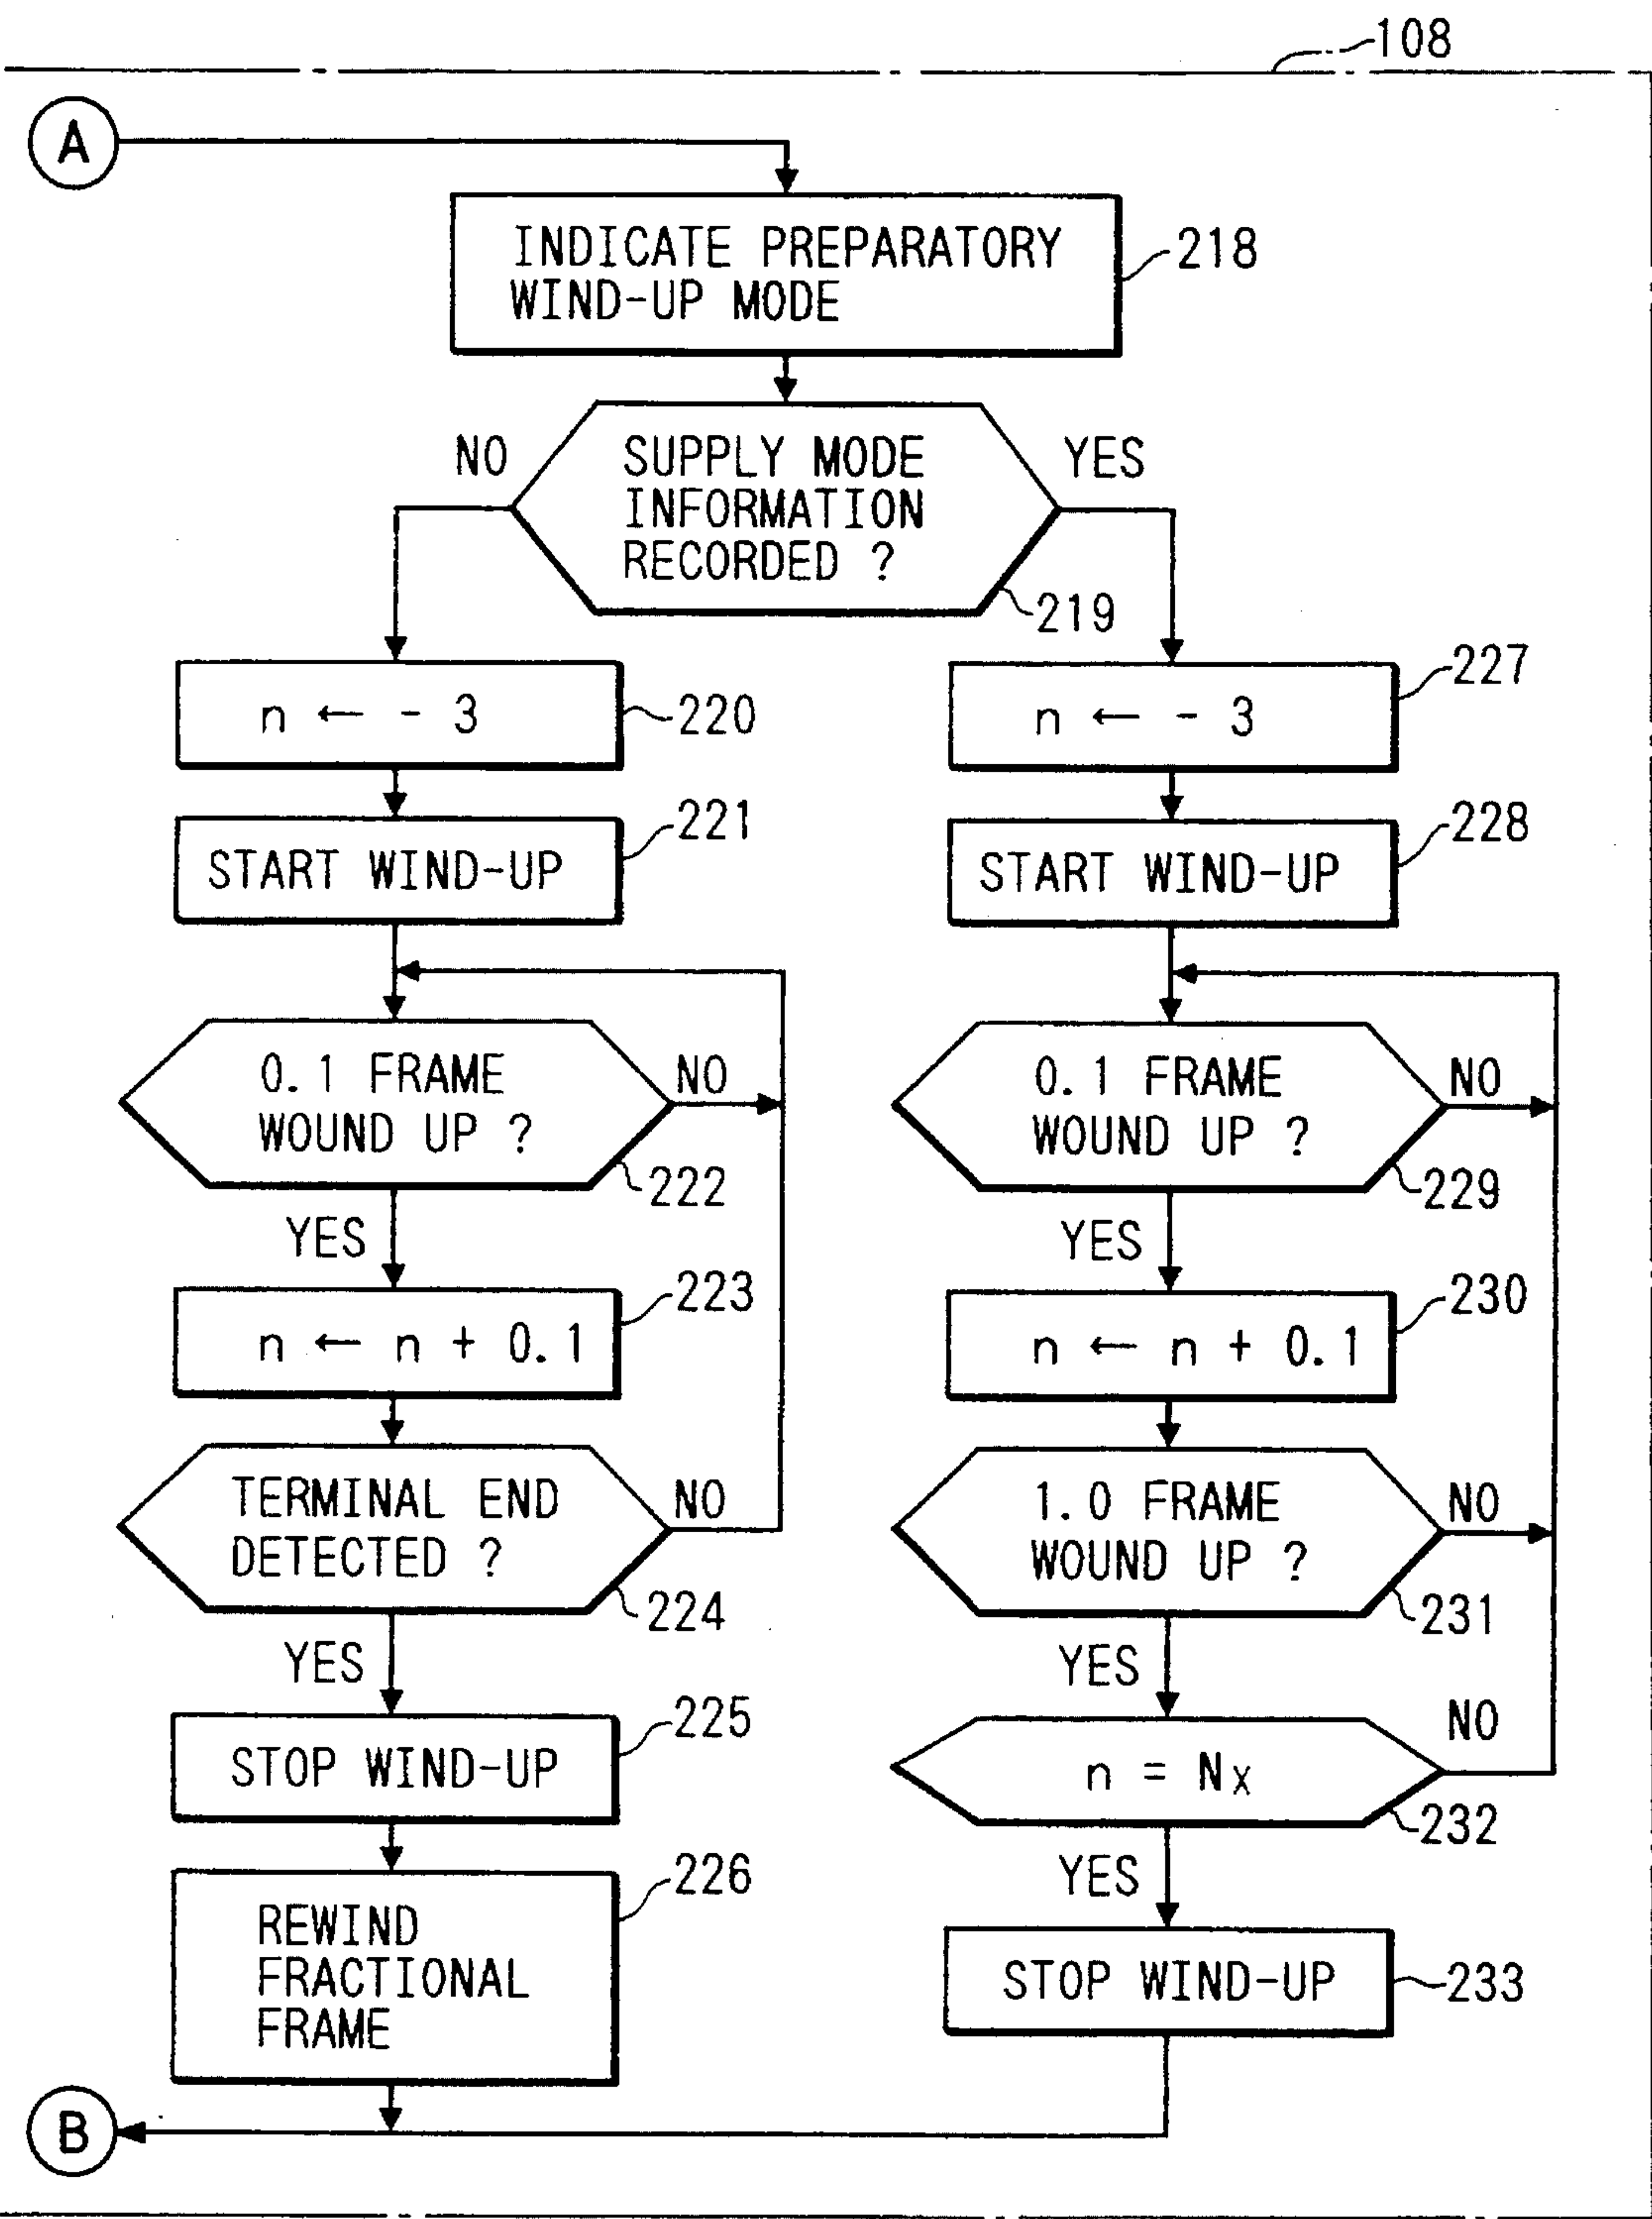 108
A
INDICATE PREPARATORY
WIND-UP MODE
218
NO
SUPPLY MODE
INFORMATION
RECORDED ?
YES
219
n ← - 3
220
START WIND-UP
221
0.1 FRAME
WOUND UP ?
NO
222
YES
n ← n + 0.1
223
TERMINAL END
DETECTED ?
NO
224
YES
STOP WIND-UP
225
REWIND
FRACTIONAL
FRAME
226
n ← - 3
227
START WIND-UP
228
0.1 FRAME
WOUND UP ?
NO
229
YES
n ← n + 0.1
230
1.0 FRAME
WOUND UP ?
NO
231
YES
n = Nx
NO
232
YES
STOP WIND-UP
233
B